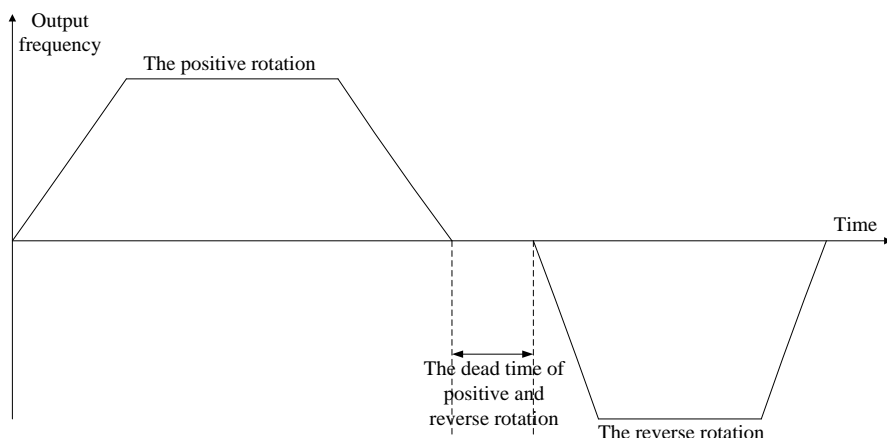 Output
frequency
The positive rotation
Time
The dead time of
positive and
reverse rotation
The reverse rotation